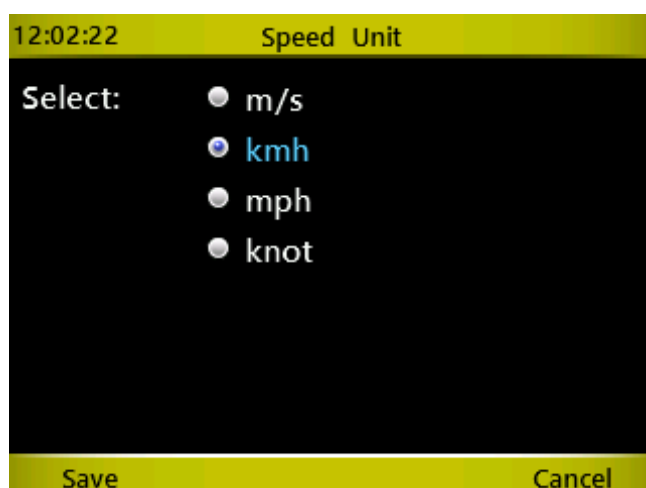 12:02:22 Speed Unit
Select: m/s
kmh
mph
knot
Save Cancel